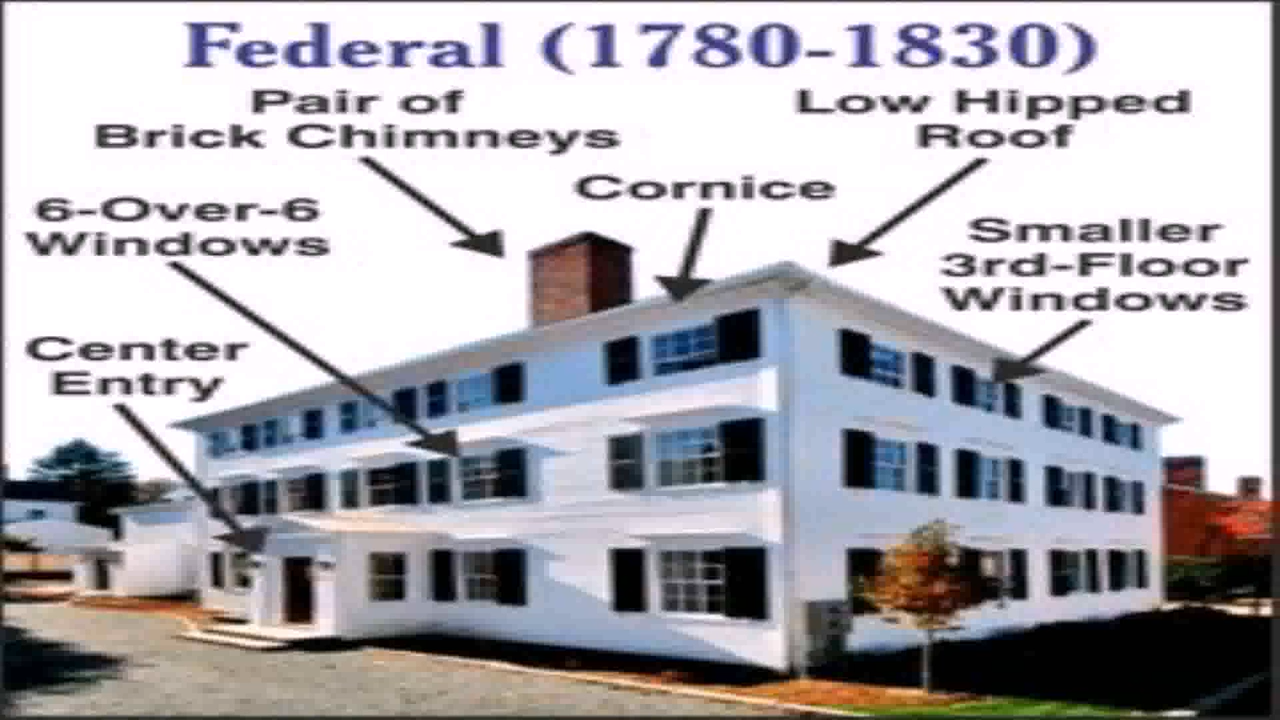 Federal (1780-1830)
Pair of
Brick Chimneys
Low Hipped
Roof
Cornice
6-Over-6
Windows
Smaller
3rd-Floor
Windows
Center
Entry